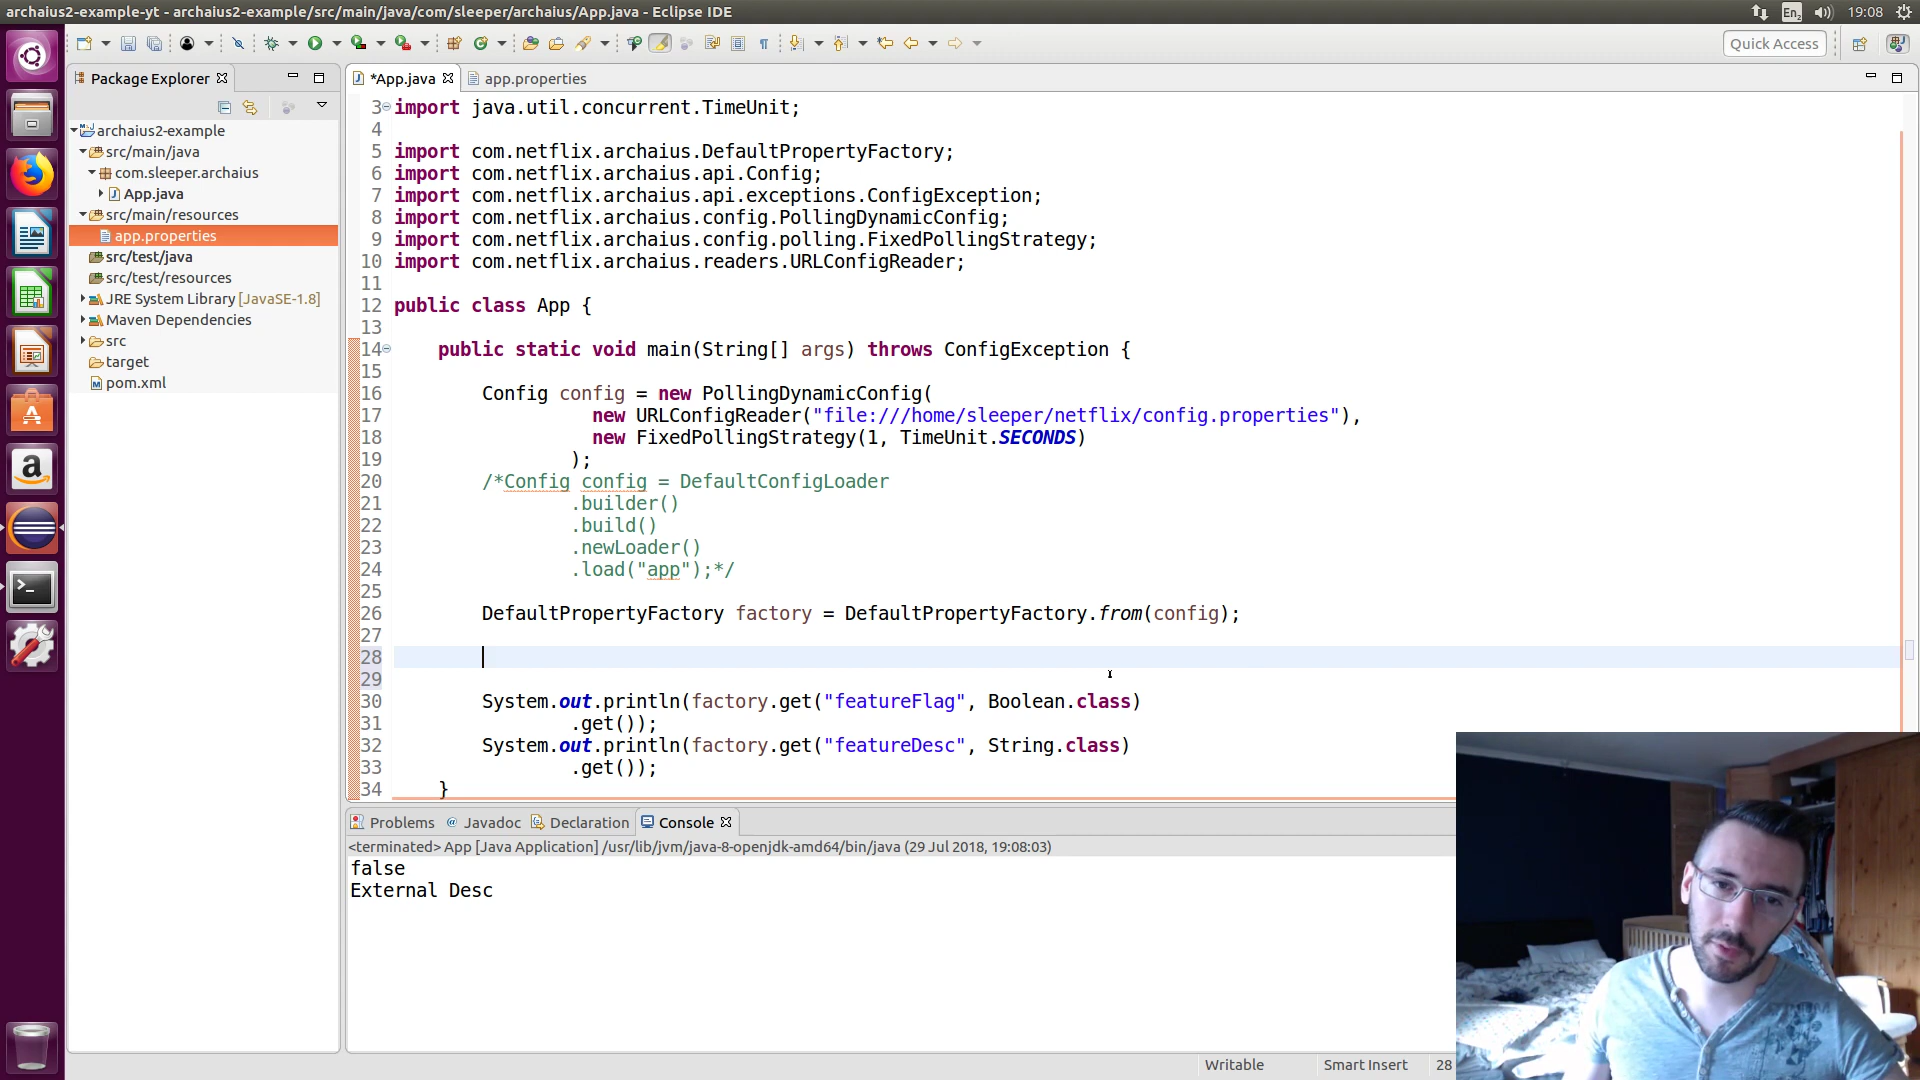 archaius2-example-yt - archaius2-example/src/main/java/com/sleeper/archaius/App.java - Eclipse IDE
En2
19:08
Quick Access
Package Explorer
*App.java
app.properties
archaius2-example
src/main/java
com.sleeper.archaius
App.java
src/main/resources
app.properties
src/test/java
src/test/resources
JRE System Library [JavaSE-1.8]
Maven Dependencies
src
target
pom.xml
3 import java.util.concurrent.TimeUnit;
4
5 import com.netflix.archaius.DefaultPropertyFactory;
6 import com.netflix.archaius.api.Config;
7 import com.netflix.archaius.api.exceptions.ConfigException;
8 import com.netflix.archaius.config.PollingDynamicConfig;
9 import com.netflix.archaius.config.polling.FixedPollingStrategy;
10 import com.netflix.archaius.readers.URLConfigReader;
11
12 public class App {
13
14 public static void main(String[] args) throws ConfigException {
15
16 Config config = new PollingDynamicConfig(
17 new URLConfigReader("file:///home/sleeper/netflix/config.properties"),
18 new FixedPollingStrategy(1, TimeUnit.SECONDS)
19 );
20 /*Config config = DefaultConfigLoader
21 .builder()
22 .build()
23 .newLoader()
24 .load("app");*/
25
26 DefaultPropertyFactory factory = DefaultPropertyFactory.from(config);
27
28
29
30 System.out.println(factory.get("featureFlag", Boolean.class)
31 .get());
32 System.out.println(factory.get("featureDesc", String.class)
33 .get());
34 }
Problems
Javadoc
Declaration
Console
<terminated> App [Java Application] /usr/lib/jvm/java-8-openjdk-amd64/bin/java (29 Jul 2018, 19:08:03)
false
External Desc
Writable
Smart Insert
28